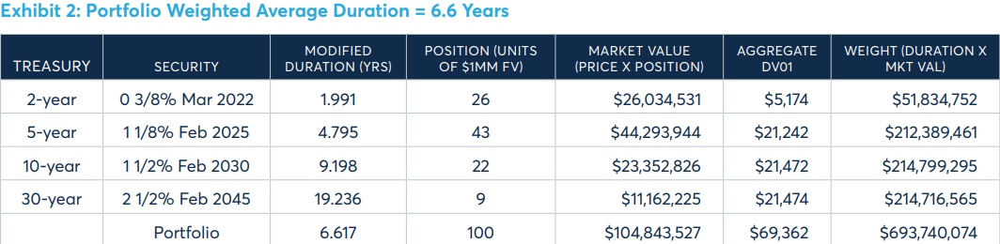 Exhibit 2: Portfolio Weighted Average Duration = 6.6 Years
TREASURY SECURITY MODIFIED DURATION (YRS) POSITION (UNITS OF $1MM FV) MARKET VALUE (PRICE X POSITION) AGGREGATE DV01 WEIGHT (DURATION X MKT VAL)
2-year 0 3/8% Mar 2022 1.991 26 $26,034,531 $5,174 $51,834,752
5-year 1 1/8% Feb 2025 4.795 43 $44,293,944 $21,242 $212,389,461
10-year 1 1/2% Feb 2030 9.198 22 $23,352,826 $21,472 $214,799,295
30-year 2 1/2% Feb 2045 19.236 9 $11,162,225 $21,474 $214,716,565
Portfolio 6.617 100 $104,843,527 $69,362 $693,740,074